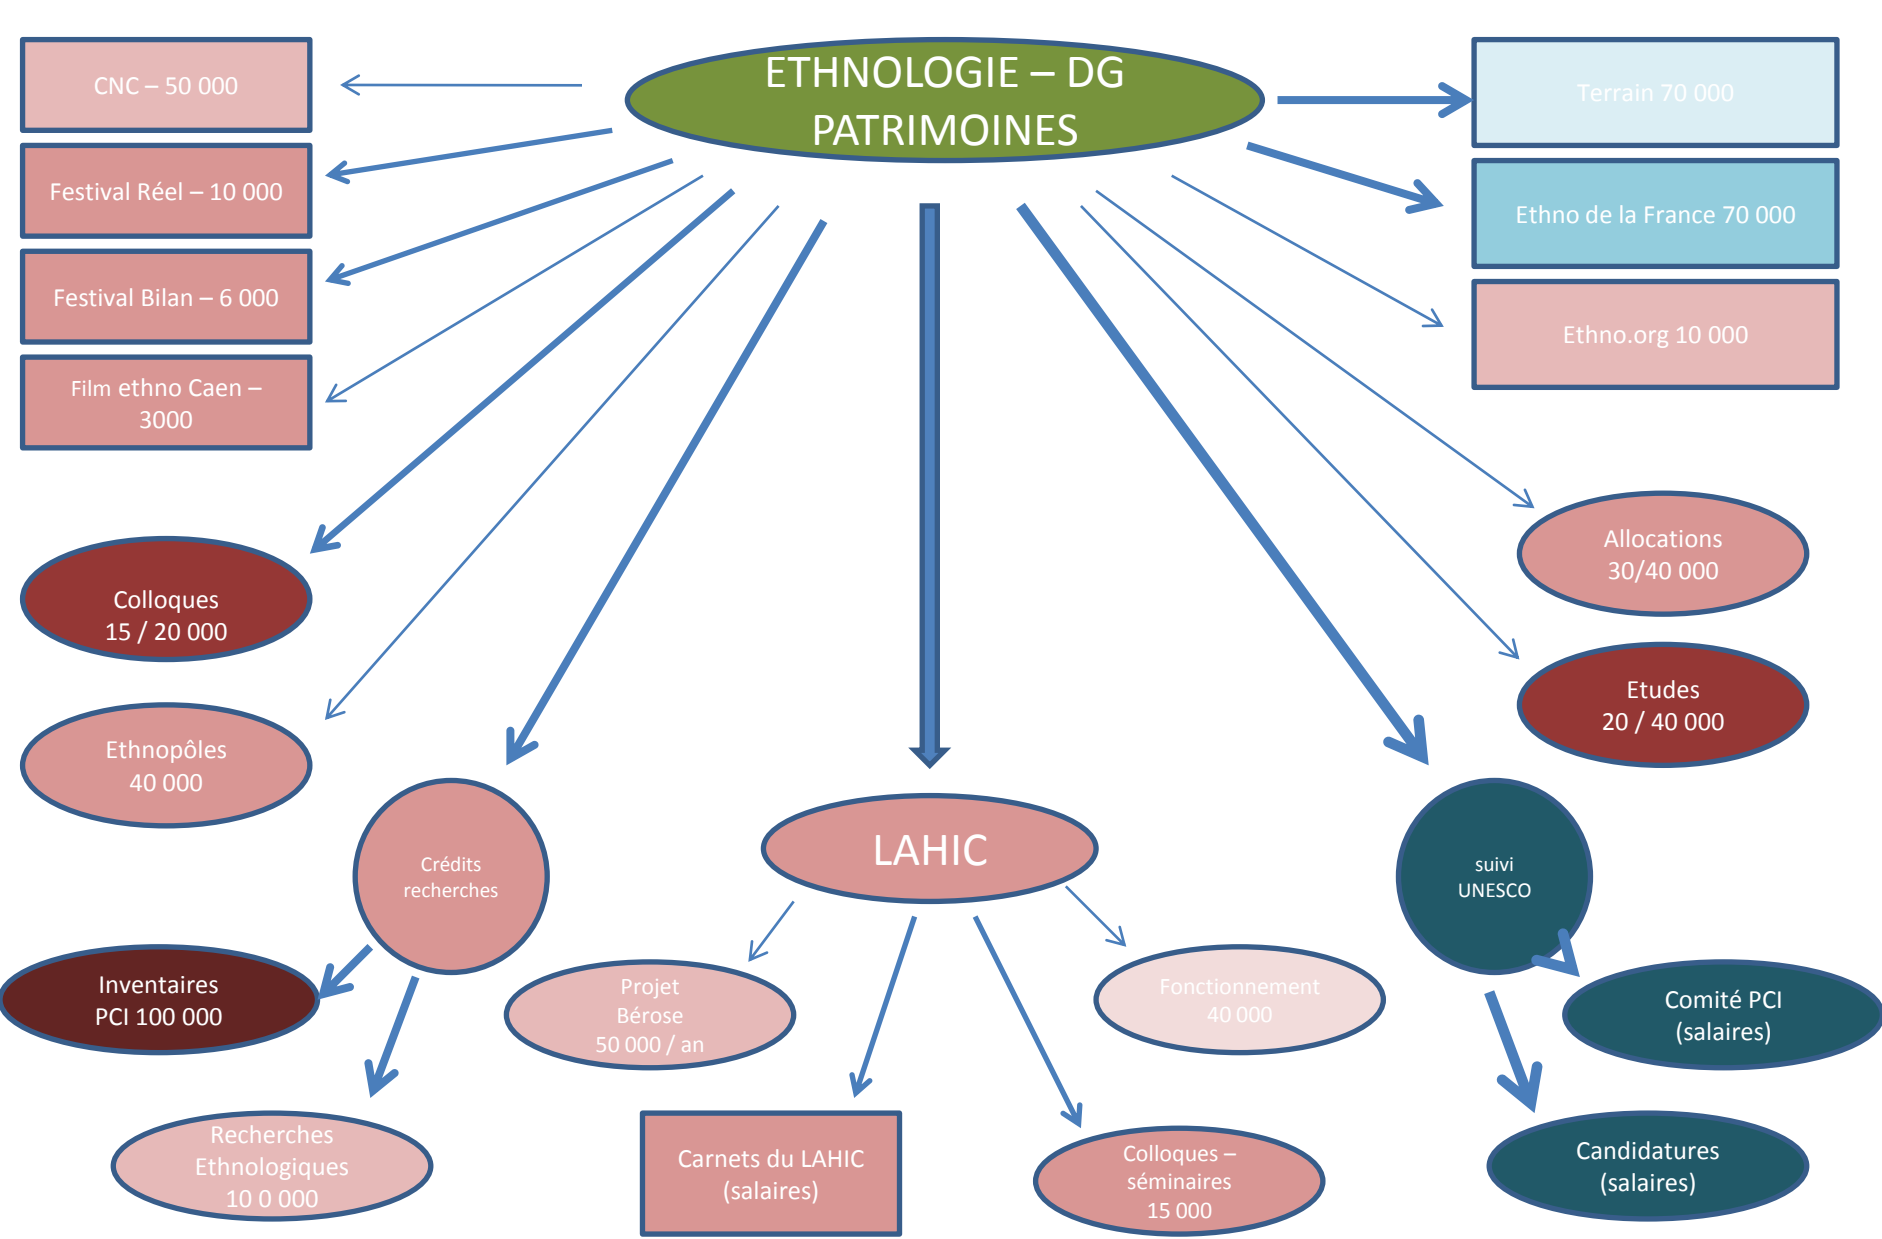 ETHNOLOGIE – DG
PATRIMOINES
CNC – 50 000
Festival Réel – 10 000
Festival Bilan – 6 000
Film ethno Caen –
3000
Terrain 70 000
Ethno de la France 70 000
Ethno.org 10 000
Colloques
15 / 20 000
Ethnopôles
40 000
Allocations
30/40 000
Etudes
20 / 40 000
Crédits
recherches
LAHIC
suivi
UNESCO
Inventaires
PCI 100 000
Projet
Bérose
50 000 / an
Fonctionnement
40 000
Comité PCI
(salaires)
Recherches
Ethnologiques
10 0 000
Carnets du LAHIC
(salaires)
Colloques –
séminaires
15 000
Candidatures
(salaires)